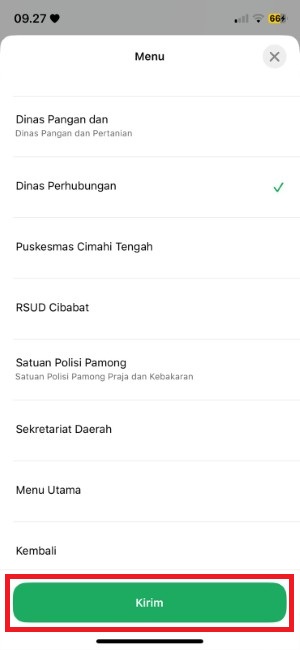 09.27
66
Menu
Dinas Pangan dan
Dinas Pangan dan Pertanian
Dinas Perhubungan
Puskesmas Cimahi Tengah
RSUD Cibabat
Satuan Polisi Pamong
Satuan Polisi Pamong Praja dan Kebakaran
Sekretariat Daerah
Menu Utama
Kembali
Kirim